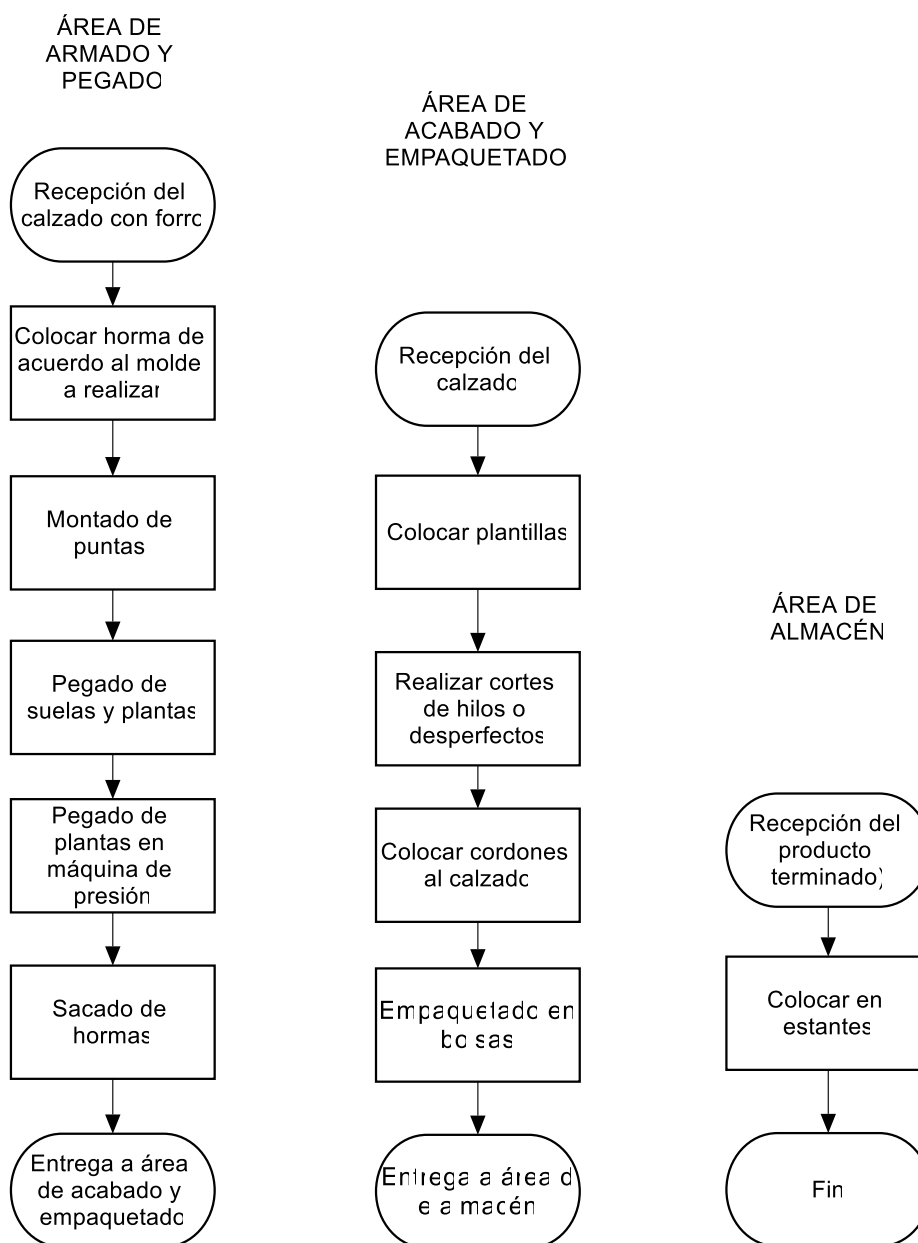 ÁREA DE
ARMADO Y
PEGADO
Recepción del
calzado con forro
Colocar horma de
acuerdo al molde
a realizar
Montado de
puntas
Pegado de
suelas y plantas
Pegado de
plantas en
máquina de
presión
Sacado de
hormas
Entrega a área
de acabado y
empaquetado
ÁREA DE
ACABADO Y
EMPAQUETADO
Recepción del
calzado
Colocar plantillas
Realizar cortes
de hilos o
desperfectos
Colocar cordones
al calzado
Empaquetado en
bolsas
Entrega a área d
e almacén
ÁREA DE
ALMACÉN
Recepción del
producto
terminado)
Colocar en
estantes
Fin